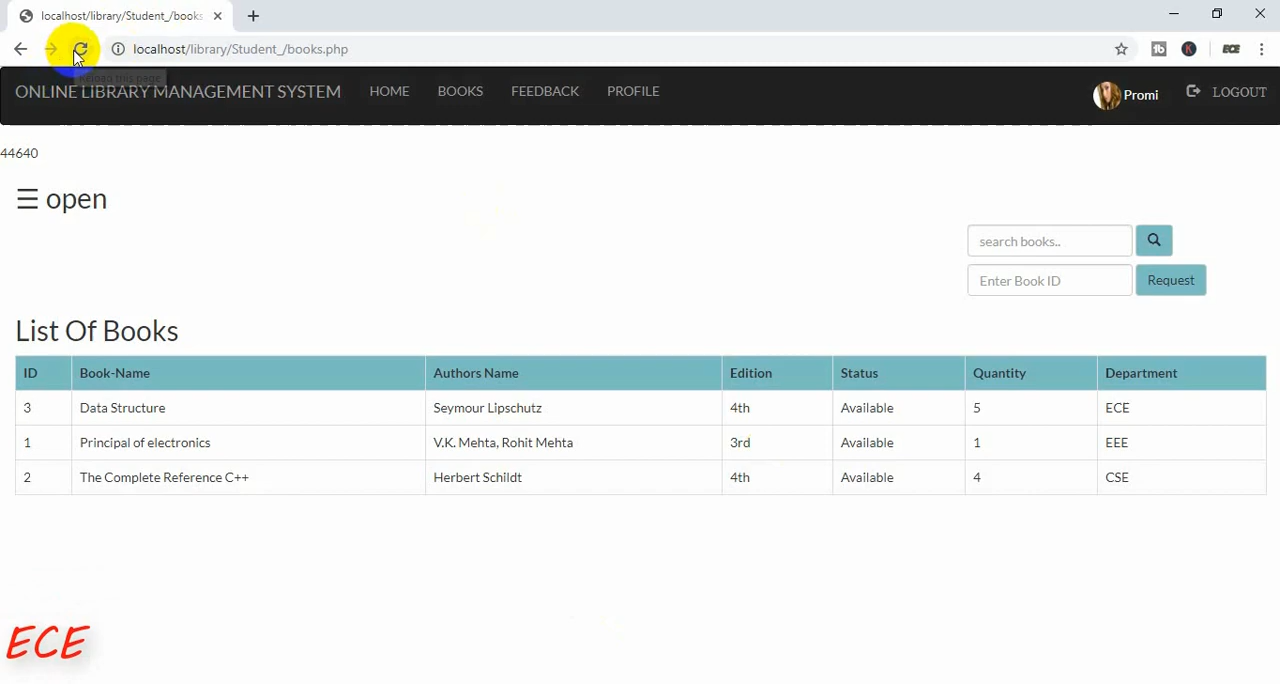 localhost/library/Student_/books
localhost/library/Student_/books.php
Reload this page
ONLINE LIBRARY MANAGEMENT SYSTEM HOME BOOKS FEEDBACK PROFILE Promi LOGOUT
44640
☰ open
search books..
Enter Book ID Request
List Of Books
ID Book-Name Authors Name Edition Status Quantity Department
3 Data Structure Seymour Lipschutz 4th Available 5 ECE
1 Principal of electronics V.K. Mehta, Rohit Mehta 3rd Available 1 EEE
2 The Complete Reference C++ Herbert Schildt 4th Available 4 CSE
ECE